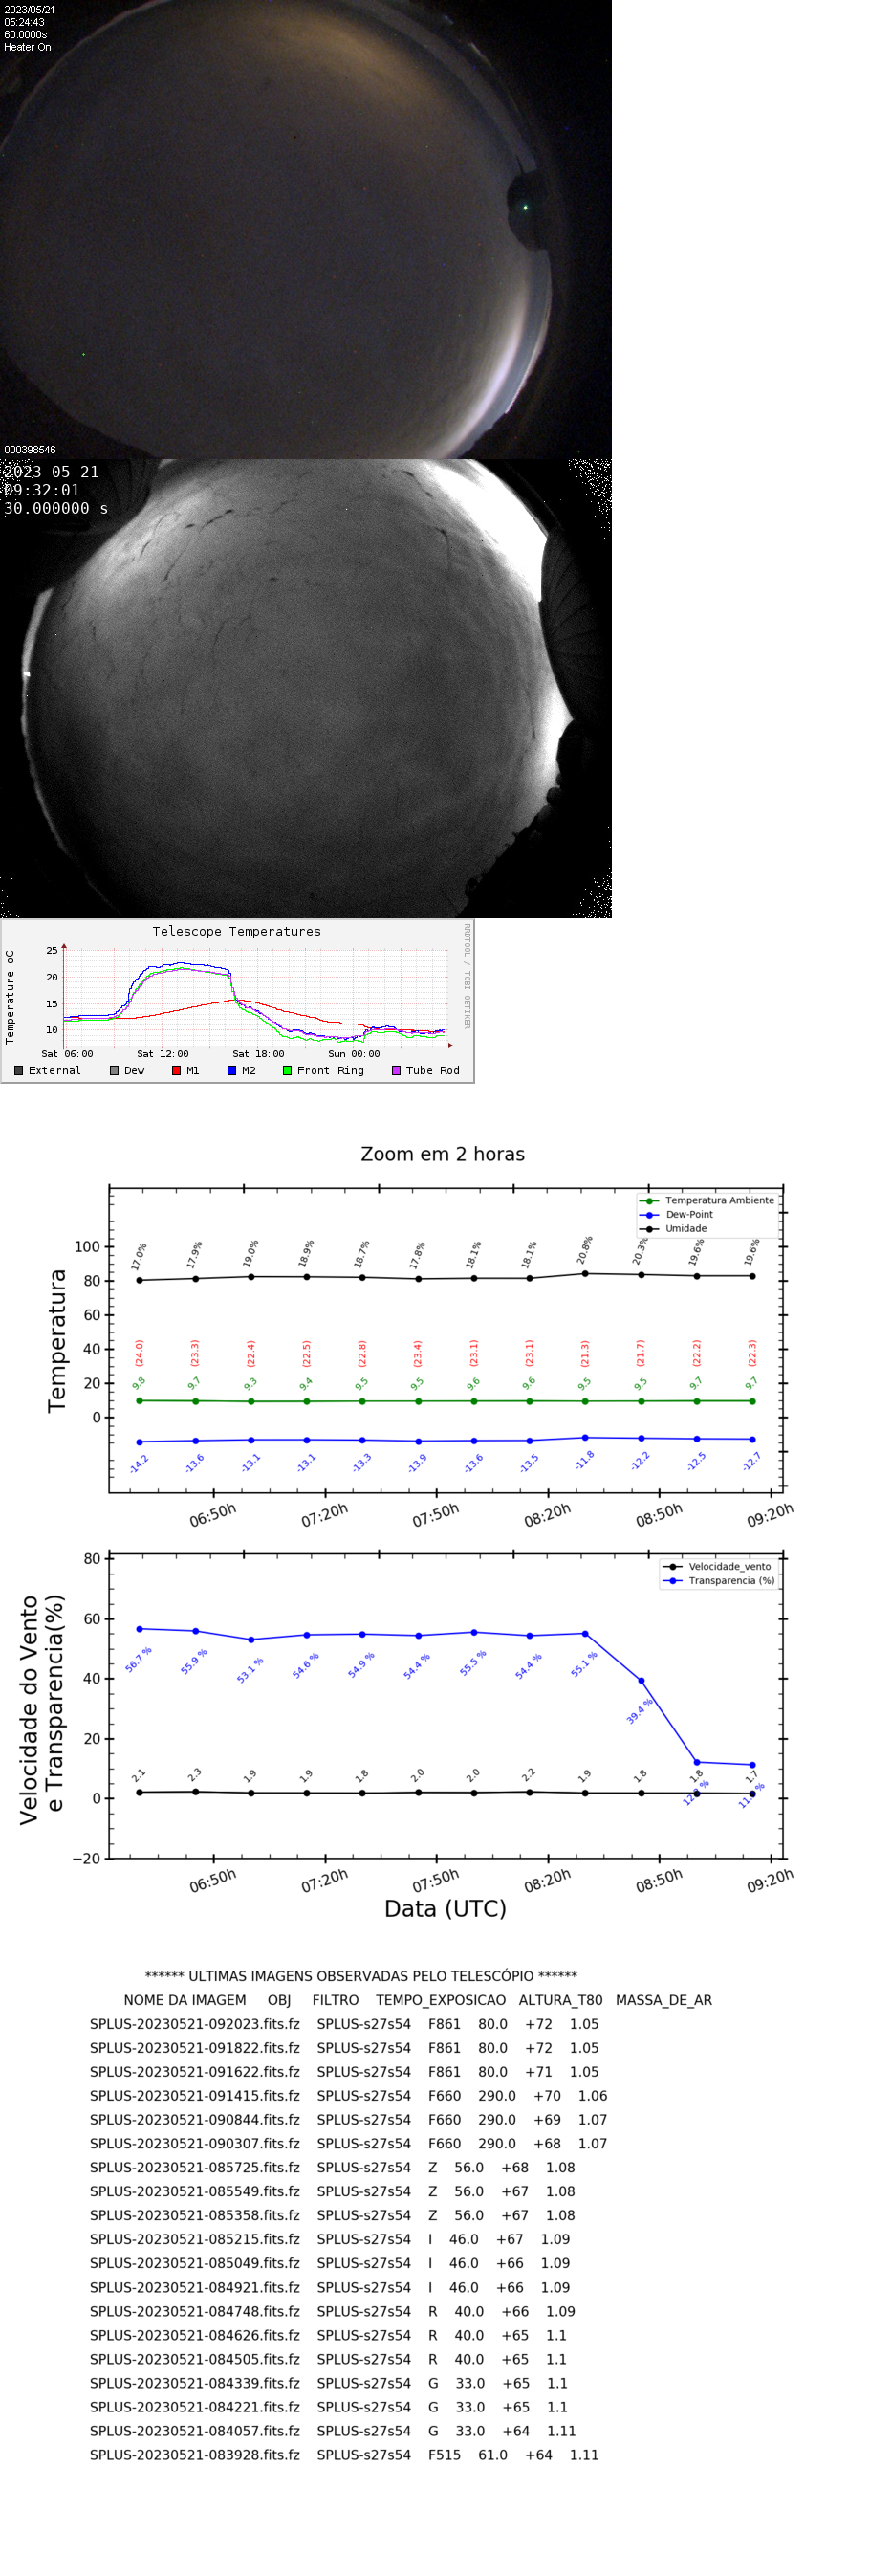 2023/05/21
05:24:43
60.0000s
Heater On
000398546
2023-05-21
09:32:01
30.000000 s
Telescope Temperatures
RRDTOOL / TOBI OETIKER
Temperature oC
25
20
15
10
Sat 06:00 Sat 12:00 Sat 18:00 Sun 00:00
External Dew M1 M2 Front Ring Tube Rod
Zoom em 2 horas
Temperatura Ambiente
Dew-Point
Umidade
Temperatura
100
80
60
40
20
0
17.0% 17.9% 19.0% 18.9% 18.7% 17.8% 18.1% 18.1% 20.8% 20.3% 19.6% 19.6%
(24.0) (23.3) (22.4) (22.5) (22.8) (23.4) (23.1) (23.1) (21.3) (21.7) (22.2) (22.3)
9.8 9.7 9.3 9.4 9.5 9.5 9.6 9.6 9.5 9.5 9.7 9.7
-14.2 -13.6 -13.1 -13.1 -13.3 -13.9 -13.6 -13.5 -11.8 -12.2 -12.5 -12.7
06:50h 07:20h 07:50h 08:20h 08:50h 09:20h
Velocidade_vento
Transparencia (%)
Velocidade do Vento
e Transparencia(%)
80
60
40
20
0
−20
56.7 % 55.9 % 53.1 % 54.6 % 54.9 % 54.4 % 55.5 % 54.4 % 55.1 % 39.4 %
2.1 2.3 1.9 1.9 1.8 2.0 2.0 2.2 1.9 1.8 1.8 1.7
06:50h 07:20h 07:50h 08:20h 08:50h 09:20h
Data (UTC)
****** ULTIMAS IMAGENS OBSERVADAS PELO TELESCÓPIO ******
NOME DA IMAGEM OBJ FILTRO TEMPO_EXPOSICAO ALTURA_T80 MASSA_DE_AR
SPLUS-20230521-092023.fits.fz SPLUS-s27s54 F861 80.0 +72 1.05
SPLUS-20230521-091822.fits.fz SPLUS-s27s54 F861 80.0 +72 1.05
SPLUS-20230521-091622.fits.fz SPLUS-s27s54 F861 80.0 +71 1.05
SPLUS-20230521-091415.fits.fz SPLUS-s27s54 F660 290.0 +70 1.06
SPLUS-20230521-090844.fits.fz SPLUS-s27s54 F660 290.0 +69 1.07
SPLUS-20230521-090307.fits.fz SPLUS-s27s54 F660 290.0 +68 1.07
SPLUS-20230521-085725.fits.fz SPLUS-s27s54 Z 56.0 +68 1.08
SPLUS-20230521-085549.fits.fz SPLUS-s27s54 Z 56.0 +67 1.08
SPLUS-20230521-085358.fits.fz SPLUS-s27s54 Z 56.0 +67 1.08
SPLUS-20230521-085215.fits.fz SPLUS-s27s54 I 46.0 +67 1.09
SPLUS-20230521-085049.fits.fz SPLUS-s27s54 I 46.0 +66 1.09
SPLUS-20230521-084921.fits.fz SPLUS-s27s54 I 46.0 +66 1.09
SPLUS-20230521-084748.fits.fz SPLUS-s27s54 R 40.0 +66 1.09
SPLUS-20230521-084626.fits.fz SPLUS-s27s54 R 40.0 +65 1.1
SPLUS-20230521-084505.fits.fz SPLUS-s27s54 R 40.0 +65 1.1
SPLUS-20230521-084339.fits.fz SPLUS-s27s54 G 33.0 +65 1.1
SPLUS-20230521-084221.fits.fz SPLUS-s27s54 G 33.0 +65 1.1
SPLUS-20230521-084057.fits.fz SPLUS-s27s54 G 33.0 +64 1.11
SPLUS-20230521-083928.fits.fz SPLUS-s27s54 F515 61.0 +64 1.11